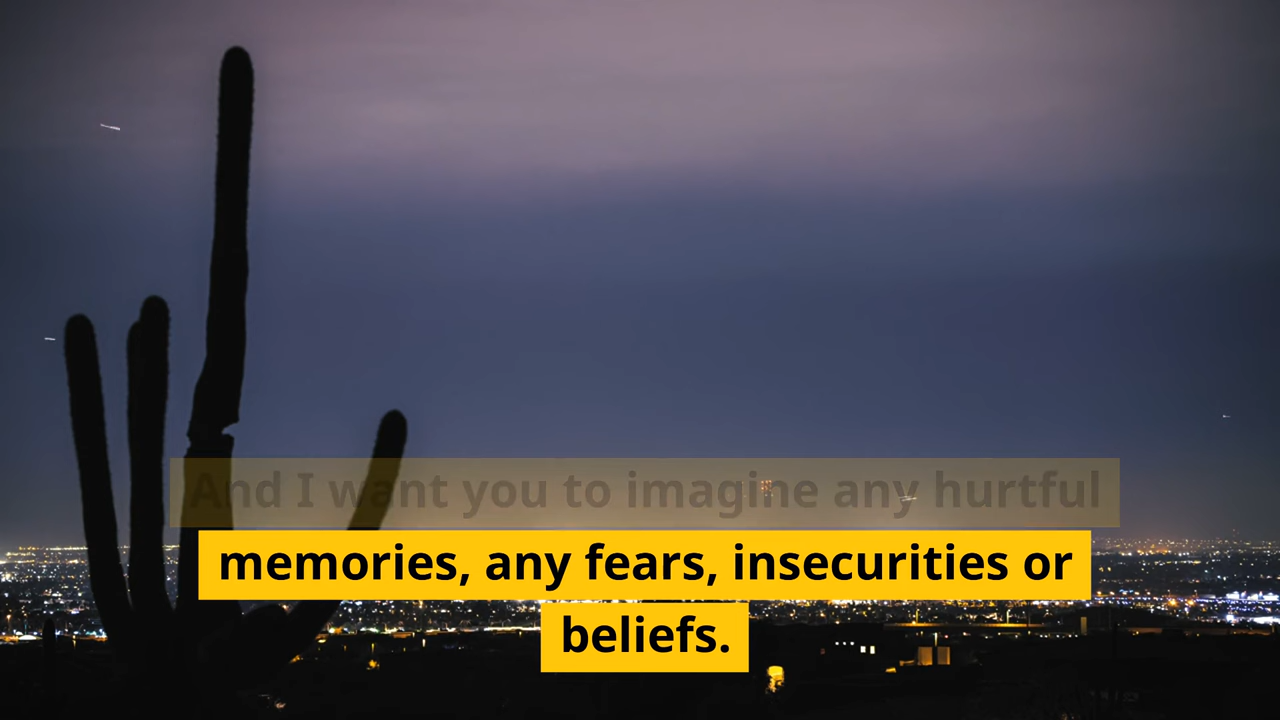 And I want you to imagine any hurtful
memories, any fears, insecurities or
beliefs.